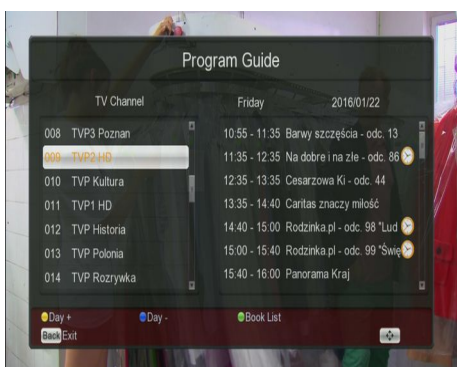 Program Guide
TV Channel Friday 2016/01/22
008 TVP3 Poznan 10:55 - 11:35 Barwy szczęścia - odc. 13
009 TVP2 HD 11:35 - 12:35 Na dobre i na złe - odc. 86
010 TVP Kultura 12:35 - 13:35 Cesarzowa Ki - odc. 44
011 TVP1 HD 13:35 - 14:40 Caritas znaczy miłość
012 TVP Historia 14:40 - 15:00 Rodzinka.pl - odc. 98 "Lud
013 TVP Polonia 15:00 - 15:40 Rodzinka.pl - odc. 99 "Świę
014 TVP Rozrywka 15:40 - 16:00 Panorama Kraj
Day + Day - Book List
Back Exit